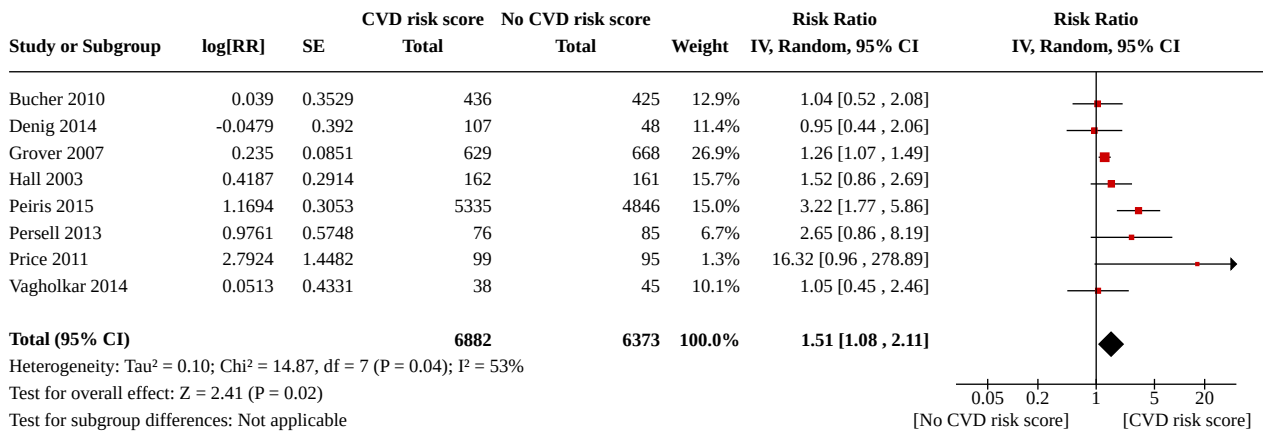 CVD risk score No CVD risk score Risk Ratio Risk Ratio
Study or Subgroup log[RR] SE Total Total Weight IV, Random, 95% CI IV, Random, 95% CI
Bucher 2010 0.039 0.3529 436 425 12.9% 1.04 [0.52 , 2.08]
Denig 2014 -0.0479 0.392 107 48 11.4% 0.95 [0.44 , 2.06]
Grover 2007 0.235 0.0851 629 668 26.9% 1.26 [1.07 , 1.49]
Hall 2003 0.4187 0.2914 162 161 15.7% 1.52 [0.86 , 2.69]
Peiris 2015 1.1694 0.3053 5335 4846 15.0% 3.22 [1.77 , 5.86]
Persell 2013 0.9761 0.5748 76 85 6.7% 2.65 [0.86 , 8.19]
Price 2011 2.7924 1.4482 99 95 1.3% 16.32 [0.96 , 278.89]
Vagholkar 2014 0.0513 0.4331 38 45 10.1% 1.05 [0.45 , 2.46]
Total (95% CI) 6882 6373 100.0% 1.51 [1.08 , 2.11]
Heterogeneity: Tau² = 0.10; Chi² = 14.87, df = 7 (P = 0.04); I² = 53%
Test for overall effect: Z = 2.41 (P = 0.02)
0.05 0.2 1 5 20
Test for subgroup differences: Not applicable
[No CVD risk score] [CVD risk score]